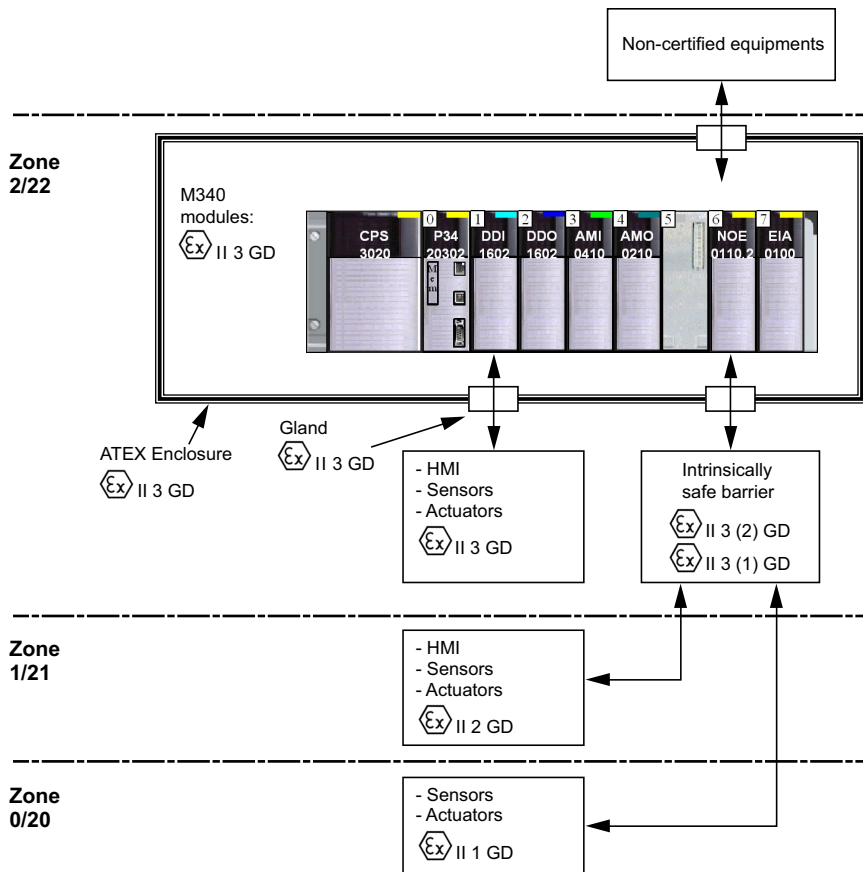 Non-certified equipments
Zone
2/22
M340
modules:
Ex II 3 GD
0 1 2 3 4 5 6 7
CPS P34 DDI DDO AMI AMO NOE EIA
3020 20302 1602 1602 0410 0210 0110.2 0100
Mem
Gland
Ex II 3 GD
ATEX Enclosure
Ex II 3 GD
- HMI
- Sensors
- Actuators
Ex II 3 GD
Intrinsically
safe barrier
Ex II 3 (2) GD
Ex II 3 (1) GD
Zone
1/21
- HMI
- Sensors
- Actuators
Ex II 2 GD
Zone
0/20
- Sensors
- Actuators
Ex II 1 GD